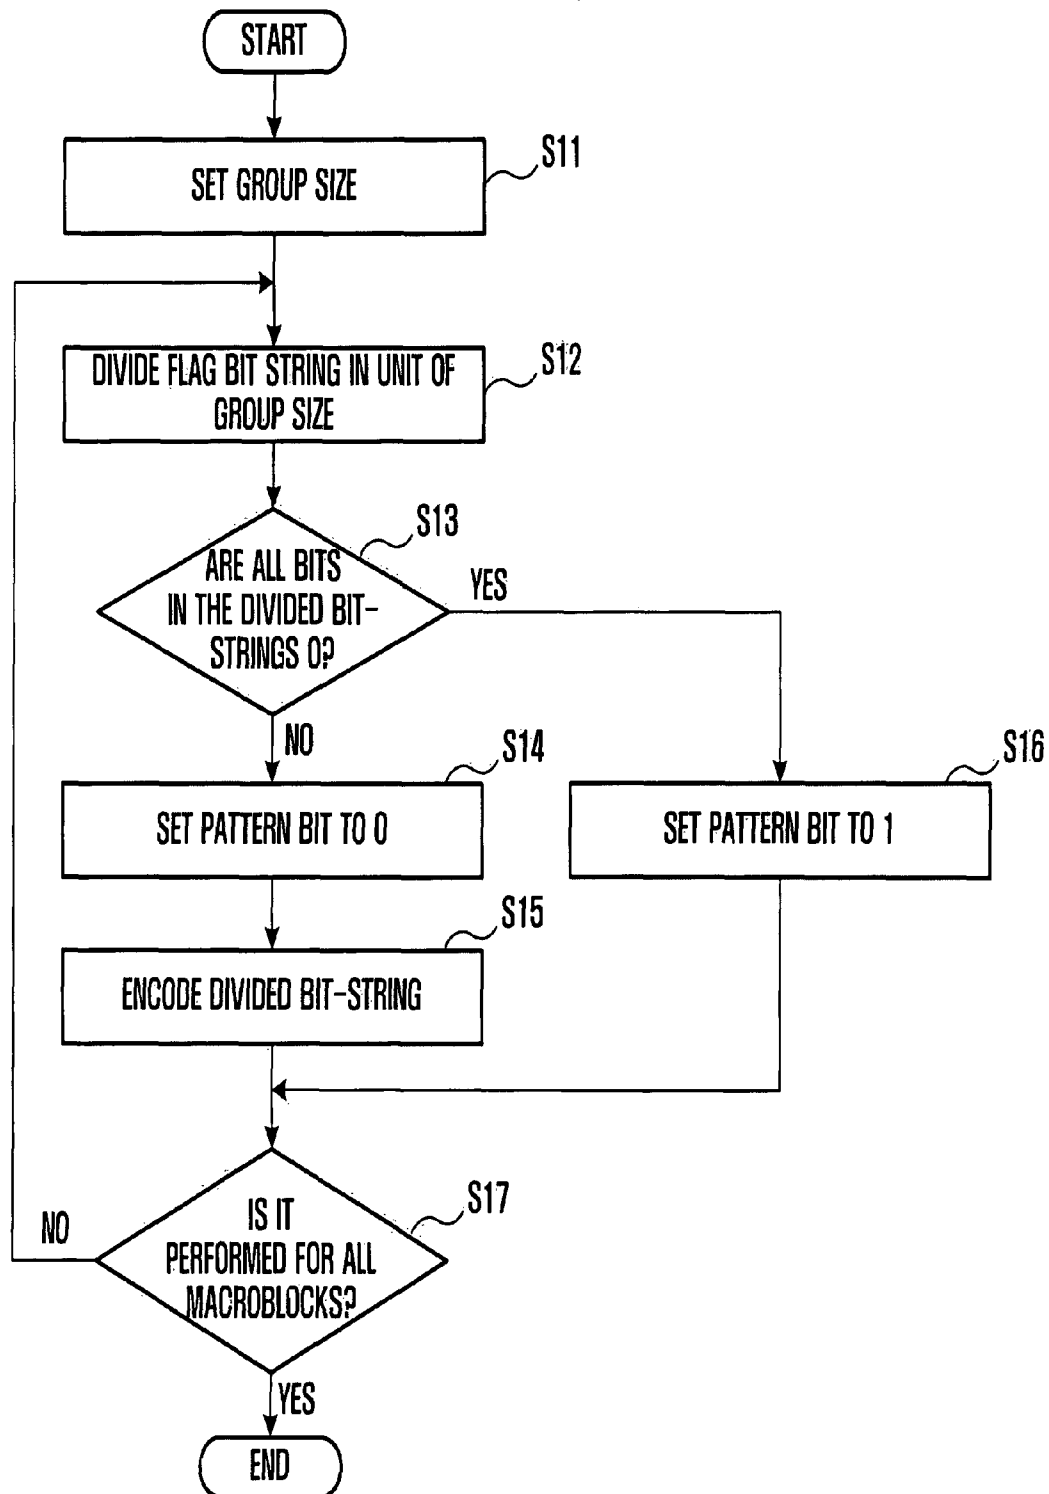 START
S11
SET GROUP SIZE
S12
DIVIDE FLAG BIT STRING IN UNIT OF
GROUP SIZE
S13
ARE ALL BITS
IN THE DIVIDED BIT-
STRINGS 0?
YES
NO
S14
SET PATTERN BIT TO 0
S16
SET PATTERN BIT TO 1
S15
ENCODE DIVIDED BIT-STRING
S17
IS IT
PERFORMED FOR ALL
MACROBLOCKS?
NO
YES
END